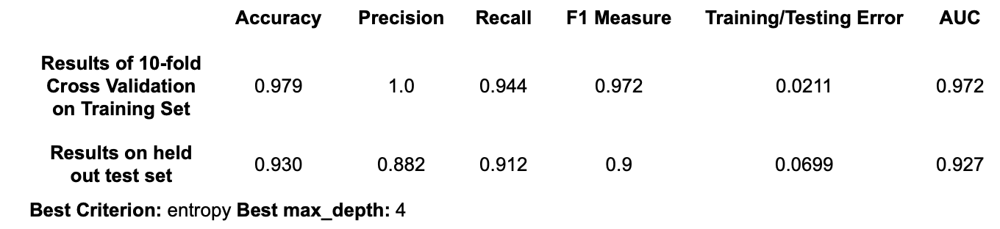 Accuracy Precision Recall F1 Measure Training/Testing Error AUC
Results of 10-fold
Cross Validation 0.979 1.0 0.944 0.972 0.0211 0.972
on Training Set
Results on held
out test set 0.930 0.882 0.912 0.9 0.0699 0.927
Best Criterion: entropy Best max_depth: 4